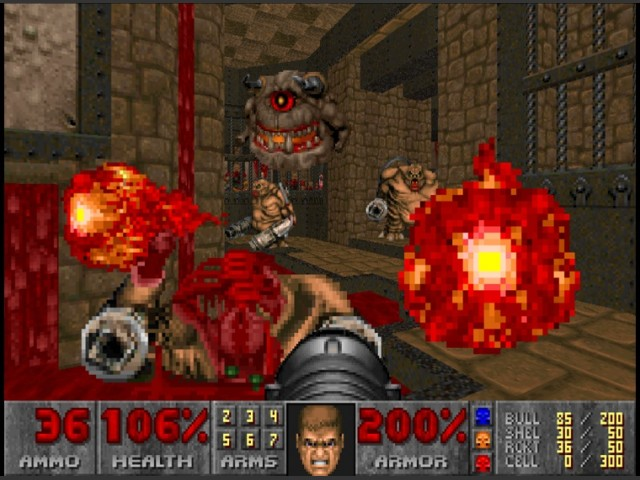 36 106% 2 3 4 200% BULL 85 / 200
5 6 7 SHEL 30 / 50
RCKT 36 / 50
AMMO HEALTH ARMS ARMOR CELL 0 / 300